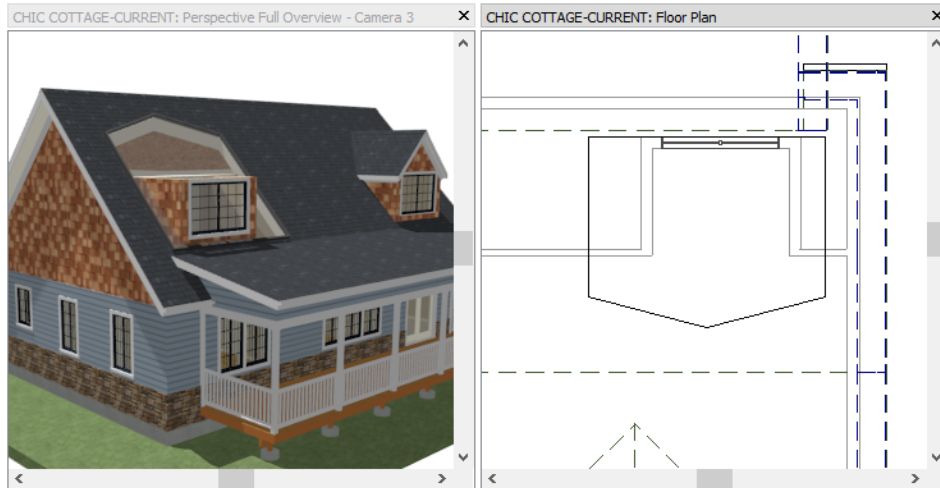 CHIC COTTAGE-CURRENT: Perspective Full Overview - Camera 3
CHIC COTTAGE-CURRENT: Floor Plan